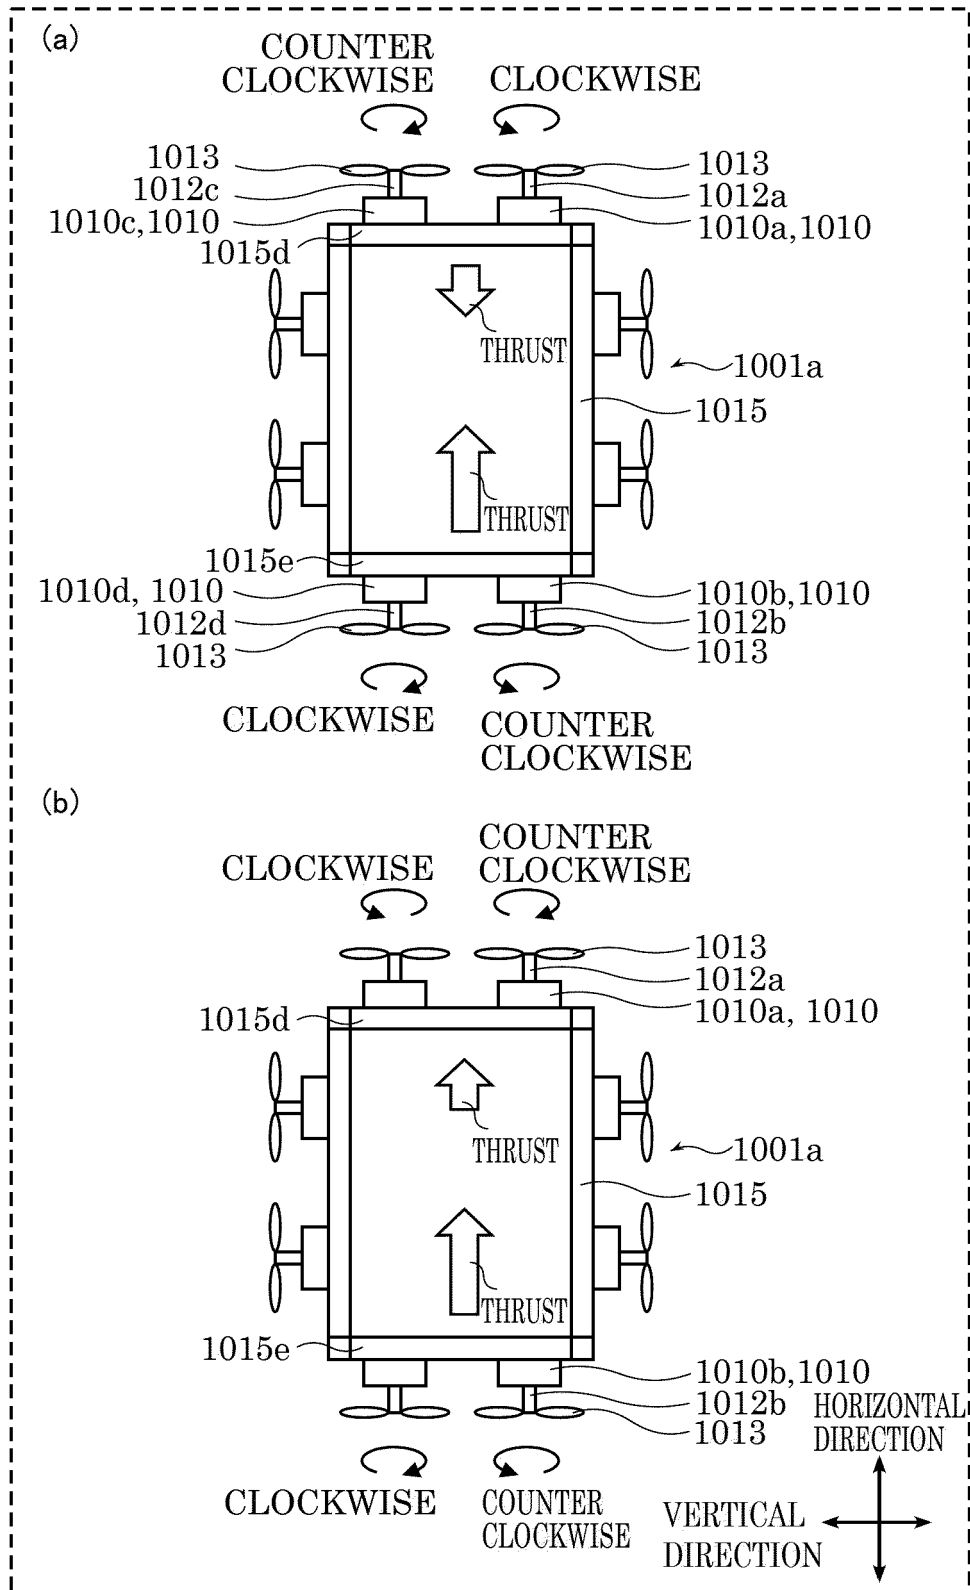 (a)
COUNTER
CLOCKWISE
CLOCKWISE
1013
1012c
1010c,1010
1015d
1013
1012a
1010a,1010
THRUST
1001a
1015
THRUST
1015e
1010d, 1010
1012d
1013
1010b,1010
1012b
1013
CLOCKWISE
COUNTER
CLOCKWISE
(b)
CLOCKWISE
COUNTER
CLOCKWISE
1013
1012a
1010a, 1010
1015d
THRUST
1001a
1015
THRUST
1015e
1010b,1010
1012b
1013
CLOCKWISE
COUNTER
CLOCKWISE
HORIZONTAL
DIRECTION
VERTICAL
DIRECTION